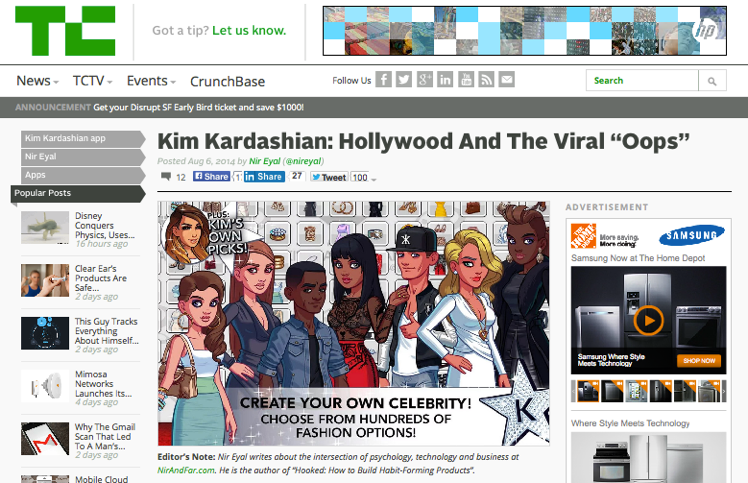 TC
Got a tip? Let us know.
hp
News TCTV Events CrunchBase
Follow Us
Search
ANNOUNCEMENT Get your Disrupt SF Early Bird ticket and save $1000!
Kim Kardashian app
Nir Eyal
Apps
Popular Posts
Disney
Conquers
Physics, Uses...
16 hours ago
Clear Ear's
Products Are
Safe...
2 days ago
This Guy Tracks
Everything
About Himself...
2 days ago
Mimosa
Networks
Launches Its...
4 days ago
Why The Gmail
Scan That Led
To A Man's...
2 days ago
Mobile Cloud
Kim Kardashian: Hollywood And The Viral “Oops”
Posted Aug 6, 2014 by Nir Eyal (@nireyal)
12 Share Share 27 Tweet 100
PLUS:
KIM'S
OWN
PICKS!
CREATE YOUR OWN CELEBRITY!
CHOOSE FROM HUNDREDS OF
FASHION OPTIONS!
K
Editor's Note: Nir Eyal writes about the intersection of psychology, technology and business at
NirAndFar.com. He is the author of “Hooked: How to Build Habit-Forming Products”.
ADVERTISEMENT
More saving.
More doing.
SAMSUNG
Samsung Now at The Home Depot
Samsung Where Style
Meets Technology
SHOP NOW
Where Style Meets Technology